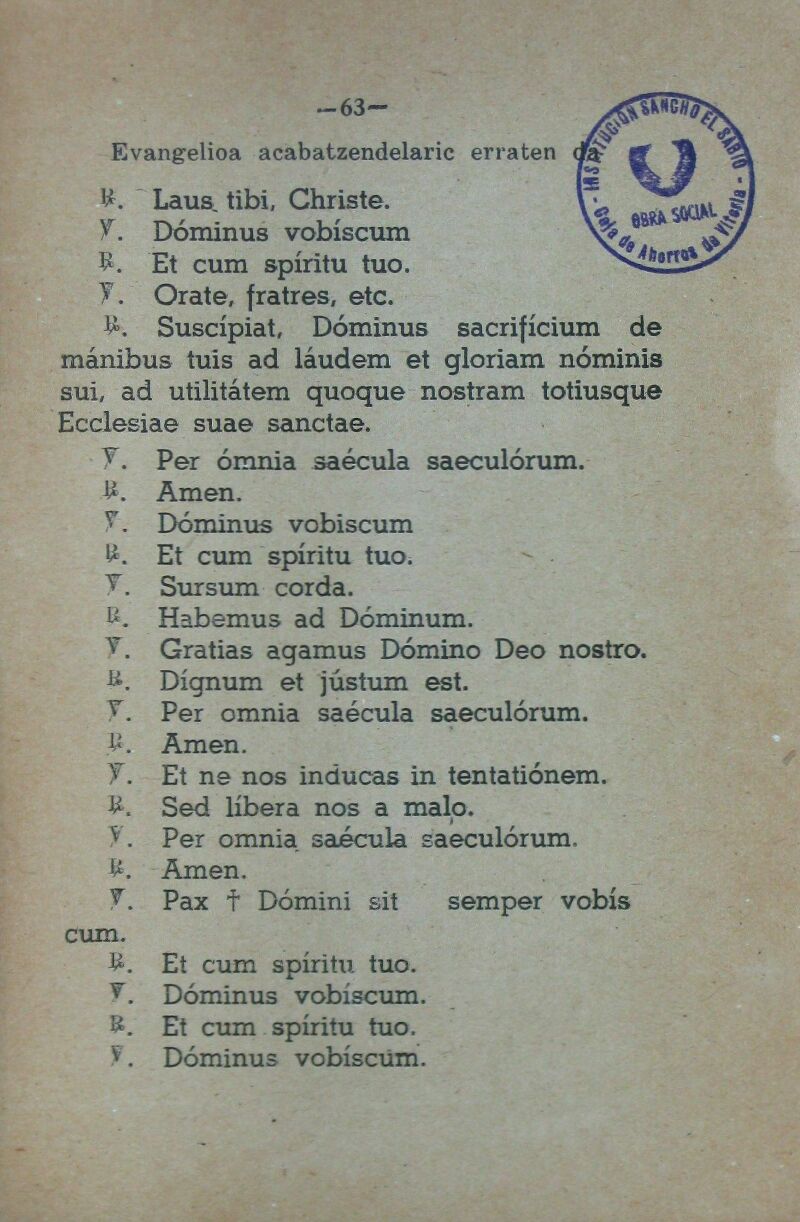 —63—
Evangelioa acabatzendelaric erraten da
INSTITUCIÓN SANCHO EL SABIO
OBRA SOCIAL
Caja de Ahorros de Vitoria
℟. Laus tibi, Christe.
℣. Dóminus vobíscum
℟. Et cum spíritu tuo.
℣. Orate, fratres, etc.
℟. Suscípiat, Dóminus sacrifícium de
mánibus tuis ad láudem et gloriam nóminis
sui, ad utilitátem quoque nostram totiusque
Ecclesiae suae sanctae.
℣. Per ómnia saécula saeculórum.
℟. Amen.
℣. Dóminus vobiscum
℟. Et cum spíritu tuo.
℣. Sursum corda.
℟. Habemus ad Dóminum.
℣. Gratias agamus Dómino Deo nostro.
℟. Dígnum et jústum est.
℣. Per omnia saécula saeculórum.
℟. Amen.
℣. Et ne nos inducas in tentatiónem.
℟. Sed líbera nos a malo.
℣. Per omnia saécula saeculórum.
℟. Amen.
℣. Pax † Dómini sit semper vobís
cum.
℟. Et cum spíritu tuo.
℣. Dóminus vobíscum.
℟. Et cum spíritu tuo.
℣. Dóminus vobíscum.